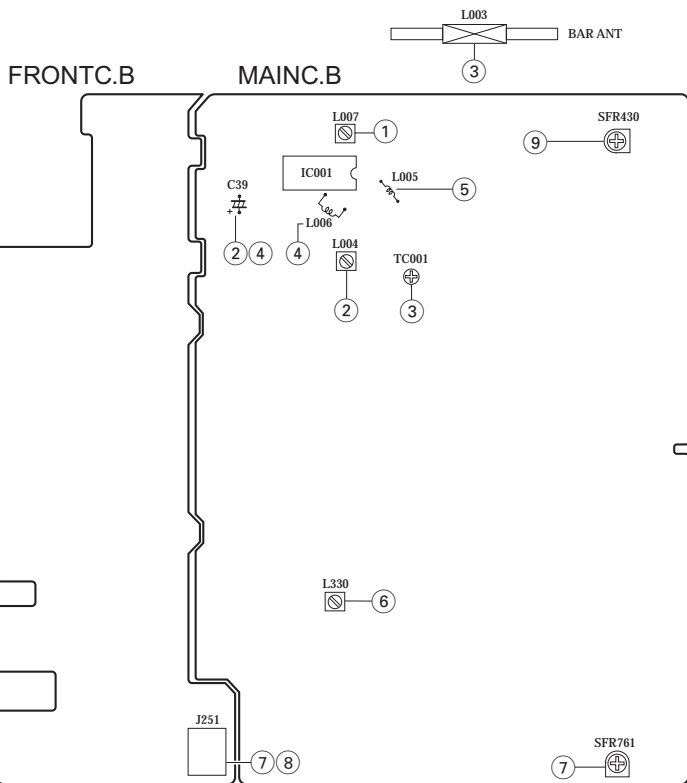 L003
BAR ANT
3
FRONTC.B
MAINC.B
L007
1
SFR430
9
IC001
L005
5
C39
+
L006
2 4
4
L004
TC001
2
3
L330
6
J251
7 8
SFR761
7